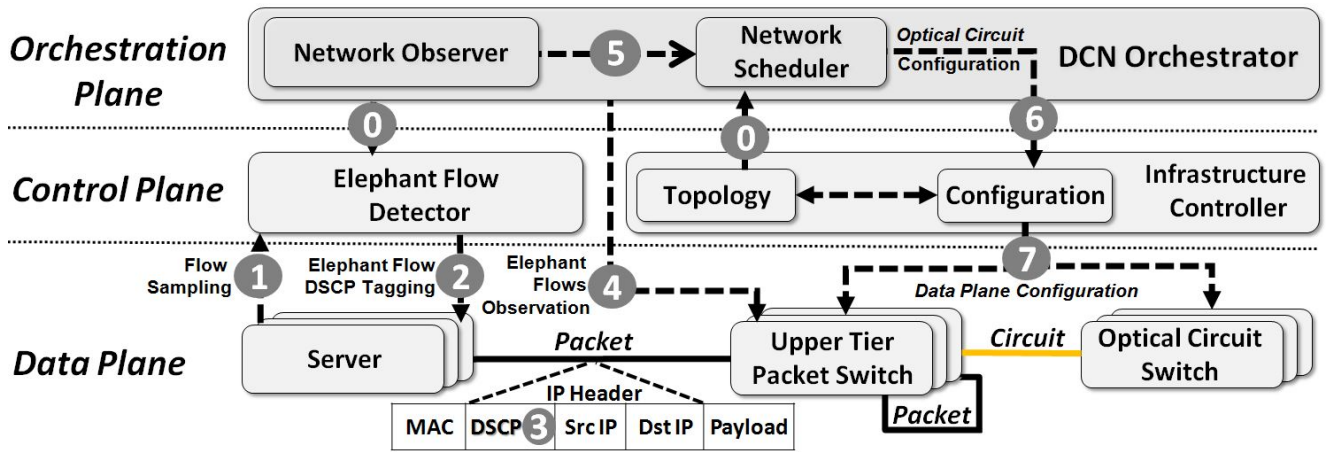 Orchestration
Plane
Network Observer
5
Network
Scheduler
Optical Circuit
Configuration
DCN Orchestrator
0
0
6
Control Plane
Elephant Flow
Detector
Topology
Configuration
Infrastructure
Controller
Flow
Sampling
1
Elephant Flow
DSCP Tagging
2
Elephant
Flows
Observation
4
7
Data Plane Configuration
Data Plane
Server
Packet
Upper Tier
Packet Switch
Circuit
Optical Circuit
Switch
IP Header
MAC DSCP 3 Src IP Dst IP Payload
Packet